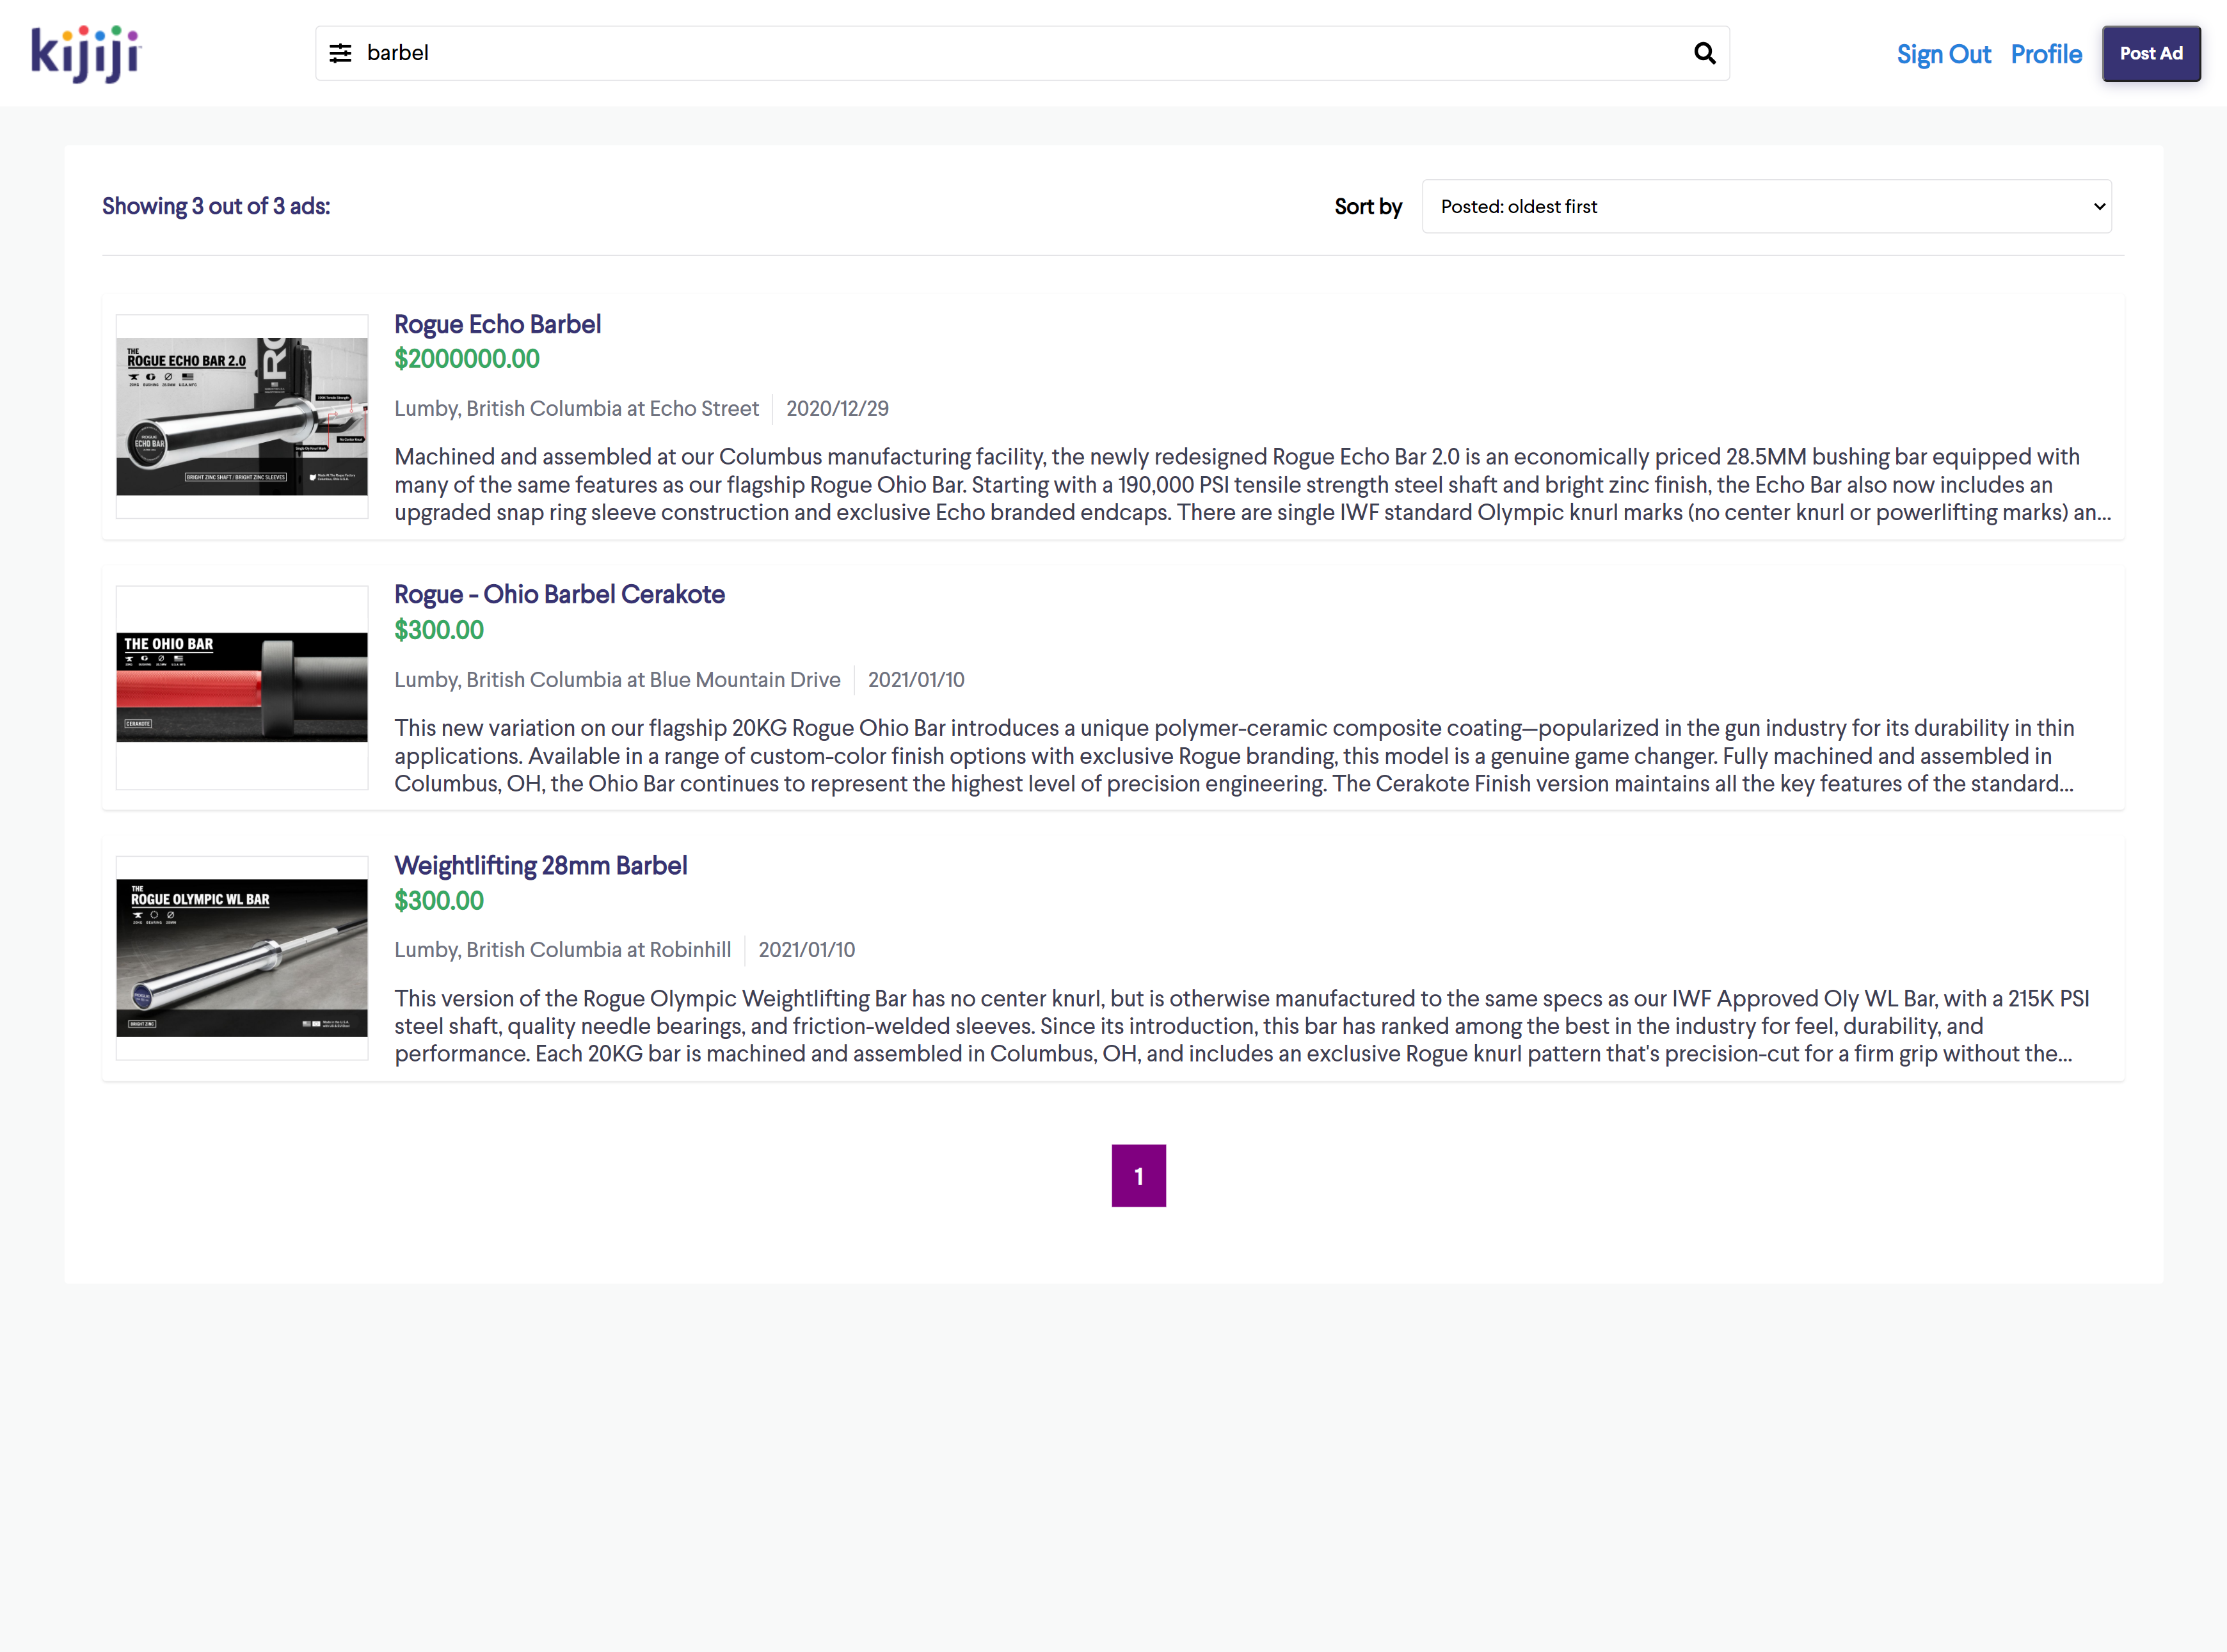 kijiji
barbel
Sign Out
Profile
Post Ad
Showing 3 out of 3 ads:
Sort by
Posted: oldest first
THE
ROGUE ECHO BAR 2.0
BRIGHT ZINC SHAFT / BRIGHT ZINC SLEEVES
ECHO BAR
Rogue Echo Barbel
$2000000.00
Lumby, British Columbia at Echo Street
2020/12/29
Machined and assembled at our Columbus manufacturing facility, the newly redesigned Rogue Echo Bar 2.0 is an economically priced 28.5MM bushing bar equipped with
many of the same features as our flagship Rogue Ohio Bar. Starting with a 190,000 PSI tensile strength steel shaft and bright zinc finish, the Echo Bar also now includes an
upgraded snap ring sleeve construction and exclusive Echo branded endcaps. There are single IWF standard Olympic knurl marks (no center knurl or powerlifting marks) an...
THE OHIO BAR
CERAKOTE
Rogue - Ohio Barbel Cerakote
$300.00
Lumby, British Columbia at Blue Mountain Drive
2021/01/10
This new variation on our flagship 20KG Rogue Ohio Bar introduces a unique polymer-ceramic composite coating—popularized in the gun industry for its durability in thin
applications. Available in a range of custom-color finish options with exclusive Rogue branding, this model is a genuine game changer. Fully machined and assembled in
Columbus, OH, the Ohio Bar continues to represent the highest level of precision engineering. The Cerakote Finish version maintains all the key features of the standard...
THE
ROGUE OLYMPIC WL BAR
BRIGHT ZINC
Weightlifting 28mm Barbel
$300.00
Lumby, British Columbia at Robinhill
2021/01/10
This version of the Rogue Olympic Weightlifting Bar has no center knurl, but is otherwise manufactured to the same specs as our IWF Approved Oly WL Bar, with a 215K PSI
steel shaft, quality needle bearings, and friction-welded sleeves. Since its introduction, this bar has ranked among the best in the industry for feel, durability, and
performance. Each 20KG bar is machined and assembled in Columbus, OH, and includes an exclusive Rogue knurl pattern that's precision-cut for a firm grip without the...
1